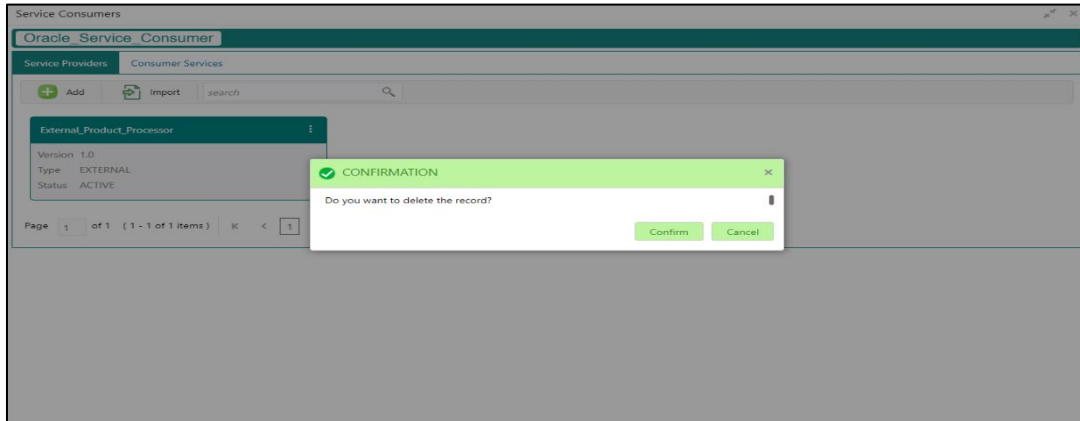 Service Consumers
Oracle_Service_Consumer
Service Providers Consumer Services
Add Import search
External_Product_Processor
Version 1.0
Type EXTERNAL
Status ACTIVE
Page 1 of 1 (1 - 1 of 1 items) K < 1
CONFIRMATION
Do you want to delete the record?
Confirm Cancel